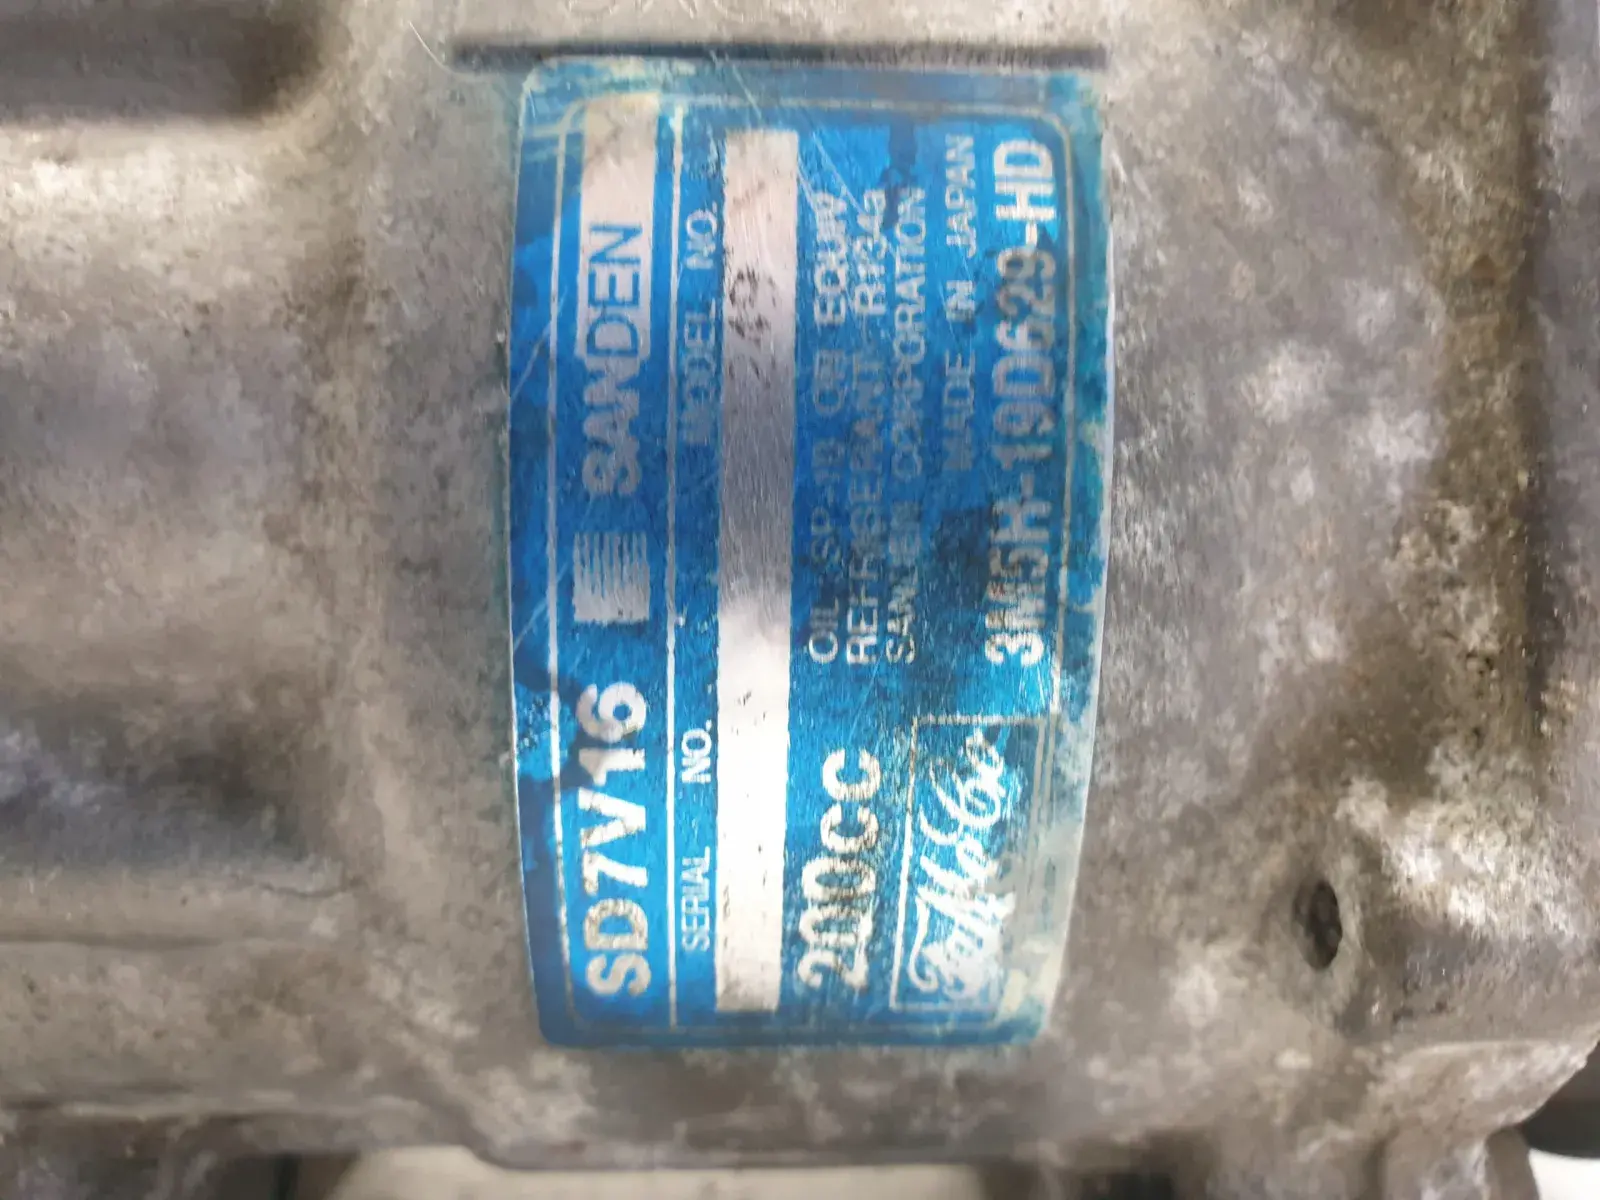 SD7V16 SANDEN
SERIAL NO. MODEL NO.
200cc
OIL SP-10 OR EQUIV
REFRIGERANT R134a
SANDEN CORPORATION
MADE IN JAPAN
FoMoCo
3M5H-19D629-HD